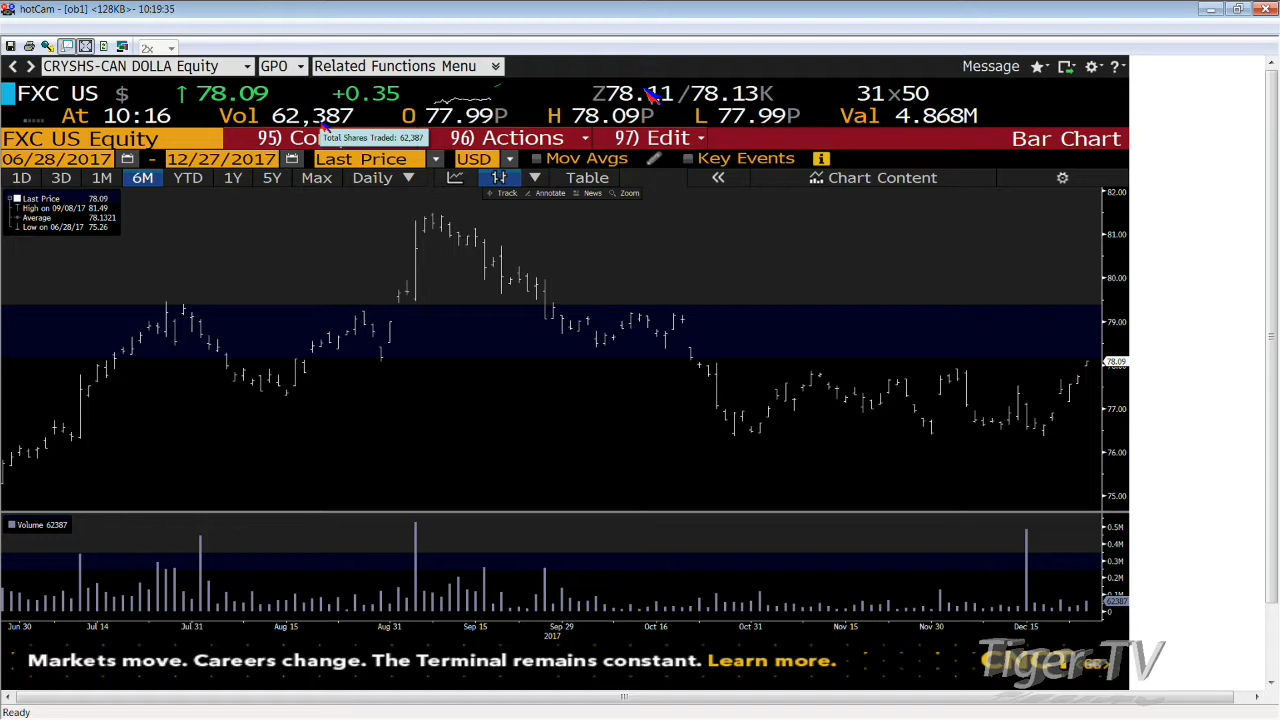 hotCam - [ob1] <128KB>- 10:19:35
2x
CRYSHS-CAN DOLLA Equity GPO Related Functions Menu Message ?
FXC US $ ↑ 78.09 +0.35 Z78.11 /78.13K 31x50
At 10:16 Vol 62,387 O 77.99P H 78.09P L 77.99P Val 4.868M
FXC US Equity 95) Co 96) Actions 97) Edit Bar Chart
Total Shares Traded: 62,387
06/28/2017 - 12/27/2017 Last Price USD Mov Avgs Key Events i
1D 3D 1M 6M YTD 1Y 5Y Max Daily Table « Chart Content
Track Annotate News Zoom
Last Price 78.09
High on 09/08/17 81.49
Average 78.1321
Low on 06/28/17 75.26
82.00
81.00
80.00
79.00
78.09
78.00
77.00
76.00
75.00
Volume 62387
0.5M
0.4M
0.3M
0.2M
0.1M
62387
0
Jun 30 Jul 14 Jul 31 Aug 15 Aug 31 Sep 15 Sep 29 Oct 16 Oct 31 Nov 15 Nov 30 Dec 15
2017
Markets move. Careers change. The Terminal remains constant. Learn more.
Tiger-TV
Ready